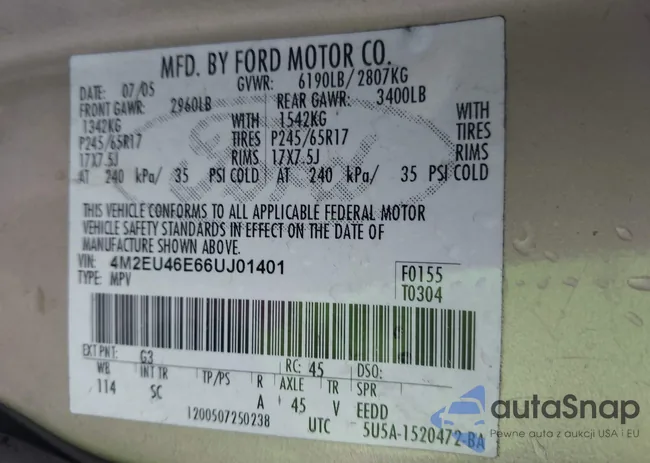 MFD. BY FORD MOTOR CO.
DATE: 07/05 GVWR: 6190LB/2807KG
FRONT GAWR: 2960LB REAR GAWR: 3400LB
1342KG WITH 1542KG WITH
P245/65R17 TIRES P245/65R17 TIRES
17X7.5J RIMS 17X7.5J RIMS
AT 240 kPa/ 35 PSI COLD AT 240 kPa/ 35 PSI COLD
THIS VEHICLE CONFORMS TO ALL APPLICABLE FEDERAL MOTOR
VEHICLE SAFETY STANDARDS IN EFFECT ON THE DATE OF
MANUFACTURE SHOWN ABOVE.
VIN: 4M2EU46E66UJ01401 F0155
TYPE: MPV T0304
EXT PNT: G3 RC: 45 DSO:
WB INT TR TP/PS R AXLE TR SPR
114 SC A 45 V EEDD
1200507250238 UTC 5U5A-1520472-BA
Ford
autoSnap
Pewne auta z aukcji USA i EU